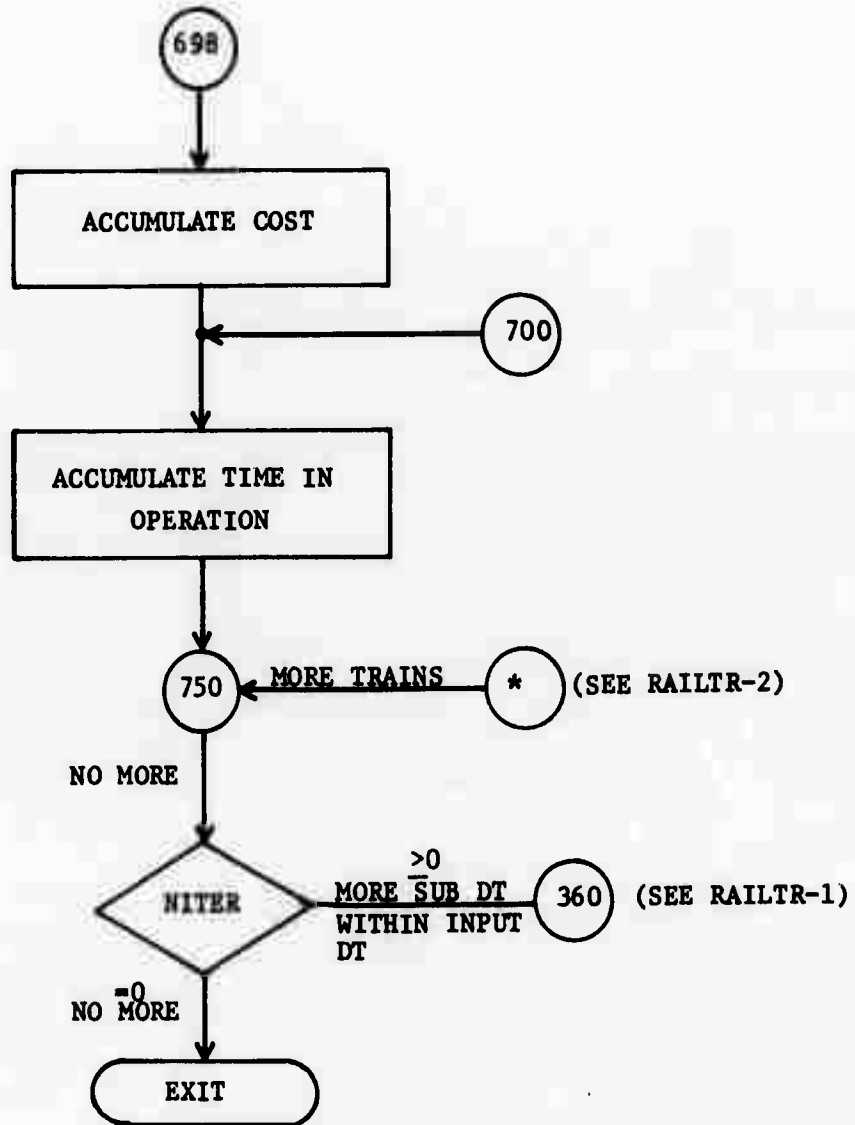 698
ACCUMULATE COST
700
ACCUMULATE TIME IN
OPERATION
750
MORE TRAINS
*
(SEE RAILTR-2)
NO MORE
NITER
>0
MORE SUB DT
WITHIN INPUT
DT
360
(SEE RAILTR-1)
=0
NO MORE
EXIT